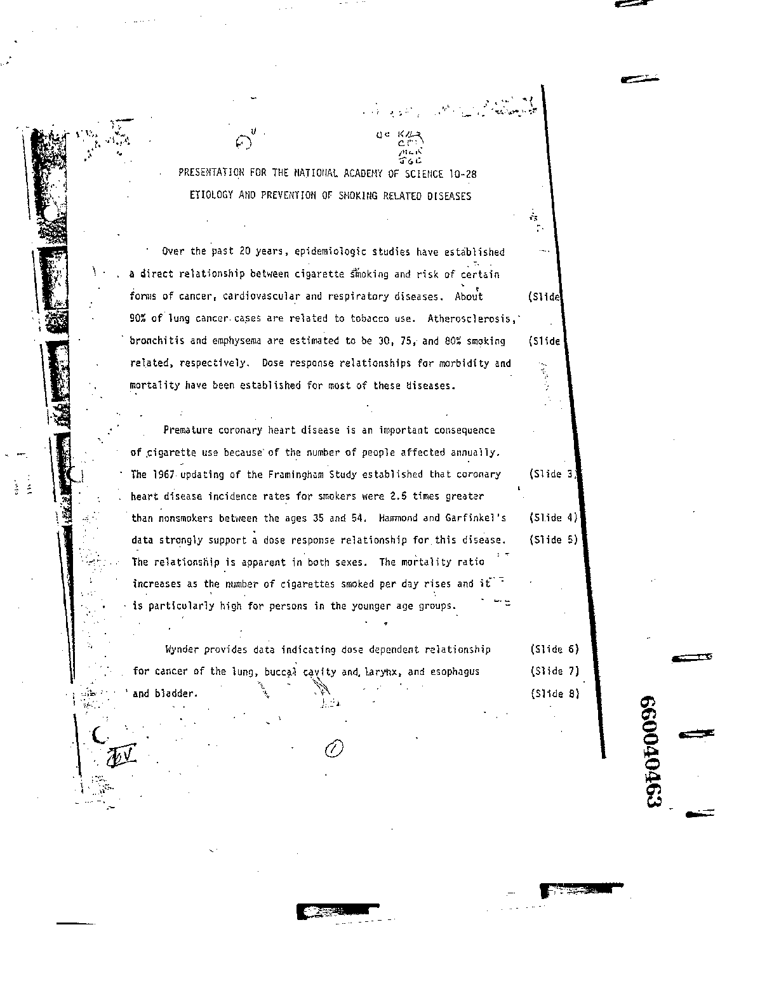 PRESENTATION FOR THE NATIONAL ACADEMY OF SCIENCE 10-28
ETIOLOGY AND PREVENTION OF SMOKING RELATED DISEASES
Over the past 20 years, epidemiologic studies have established
a direct relationship between cigarette smoking and risk of certain
forms of cancer, cardiovascular and respiratory diseases. About (Slide
90% of lung cancer cases are related to tobacco use. Atherosclerosis,
bronchitis and emphysema are estimated to be 30, 75, and 80% smoking (Slide
related, respectively. Dose response relationships for morbidity and
mortality have been established for most of these diseases.
Premature coronary heart disease is an important consequence
of cigarette use because of the number of people affected annually.
The 1967 updating of the Framingham Study established that coronary (Slide 3
heart disease incidence rates for smokers were 2.5 times greater
than nonsmokers between the ages 35 and 54. Hammond and Garfinkel's (Slide 4)
data strongly support a dose response relationship for this disease. (Slide 5)
The relationship is apparent in both sexes. The mortality ratio
increases as the number of cigarettes smoked per day rises and it
is particularly high for persons in the younger age groups.
Wynder provides data indicating dose dependent relationship (Slide 6)
for cancer of the lung, buccal cavity and larynx, and esophagus (Slide 7)
and bladder. (Slide 8)
1
660040463